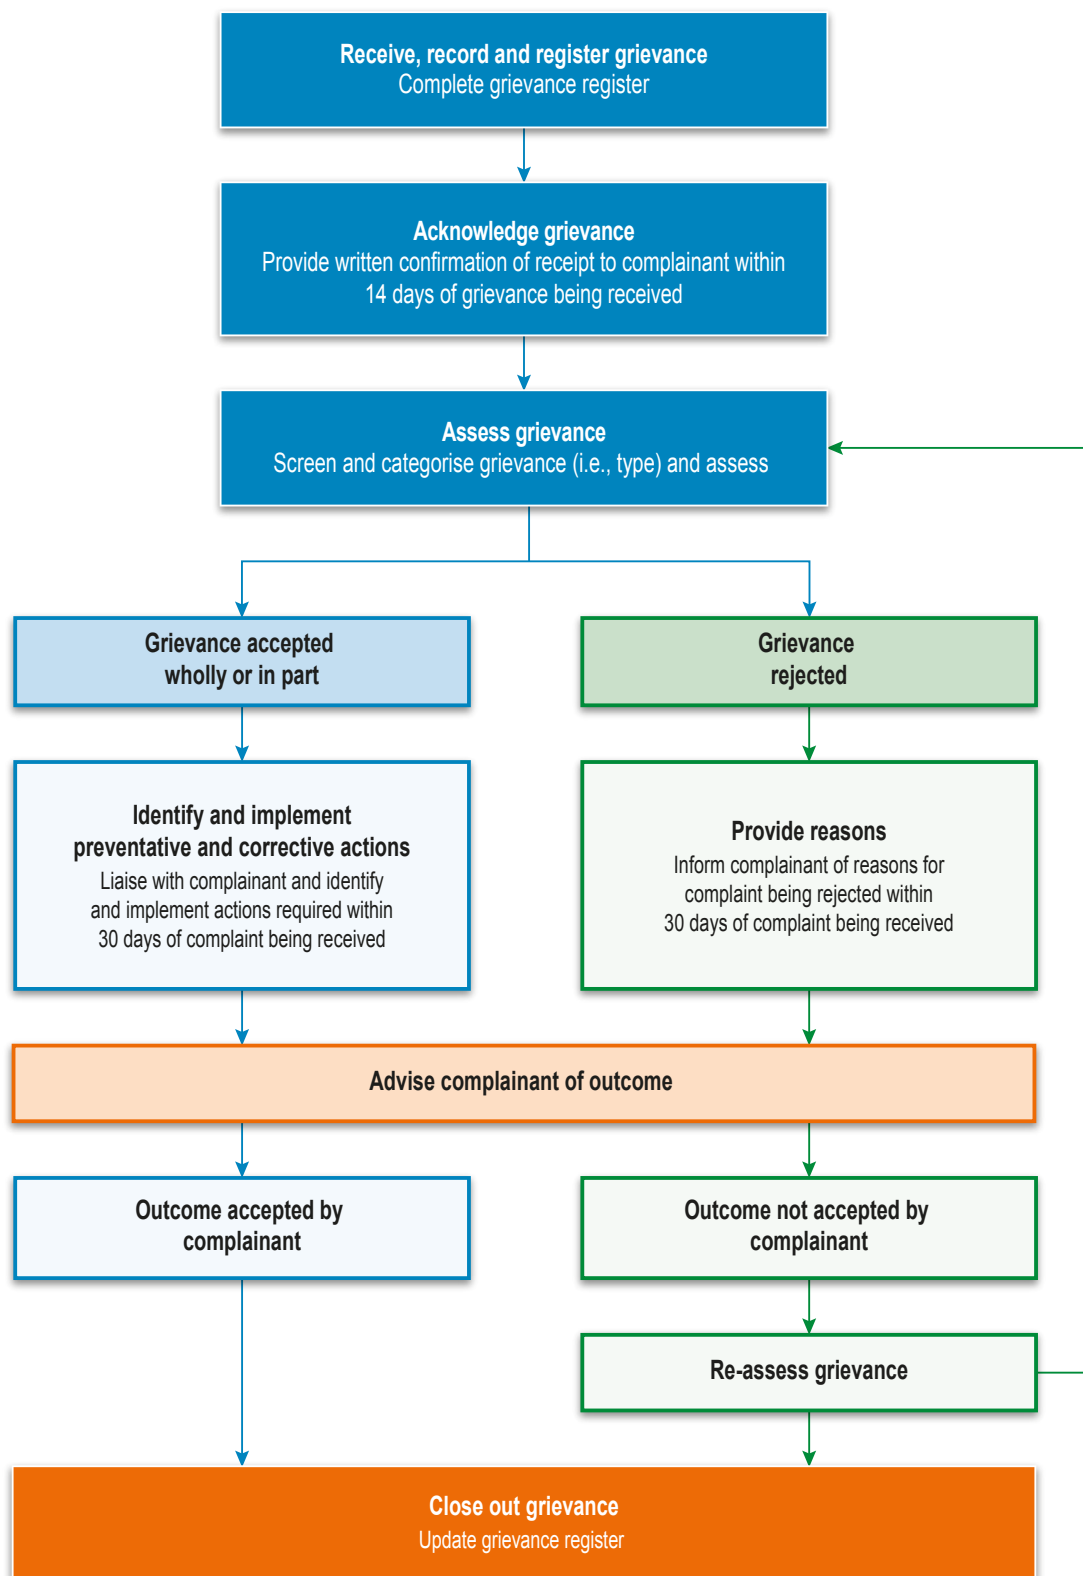 Receive, record and register grievance
Complete grievance register
Acknowledge grievance
Provide written confirmation of receipt to complainant within
14 days of grievance being received
Assess grievance
Screen and categorise grievance (i.e., type) and assess
Grievance accepted
wholly or in part
Grievance
rejected
Identify and implement
preventative and corrective actions
Liaise with complainant and identify
and implement actions required within
30 days of complaint being received
Provide reasons
Inform complainant of reasons for
complaint being rejected within
30 days of complaint being received
Advise complainant of outcome
Outcome accepted by
complainant
Outcome not accepted by
complainant
Re-assess grievance
Close out grievance
Update grievance register